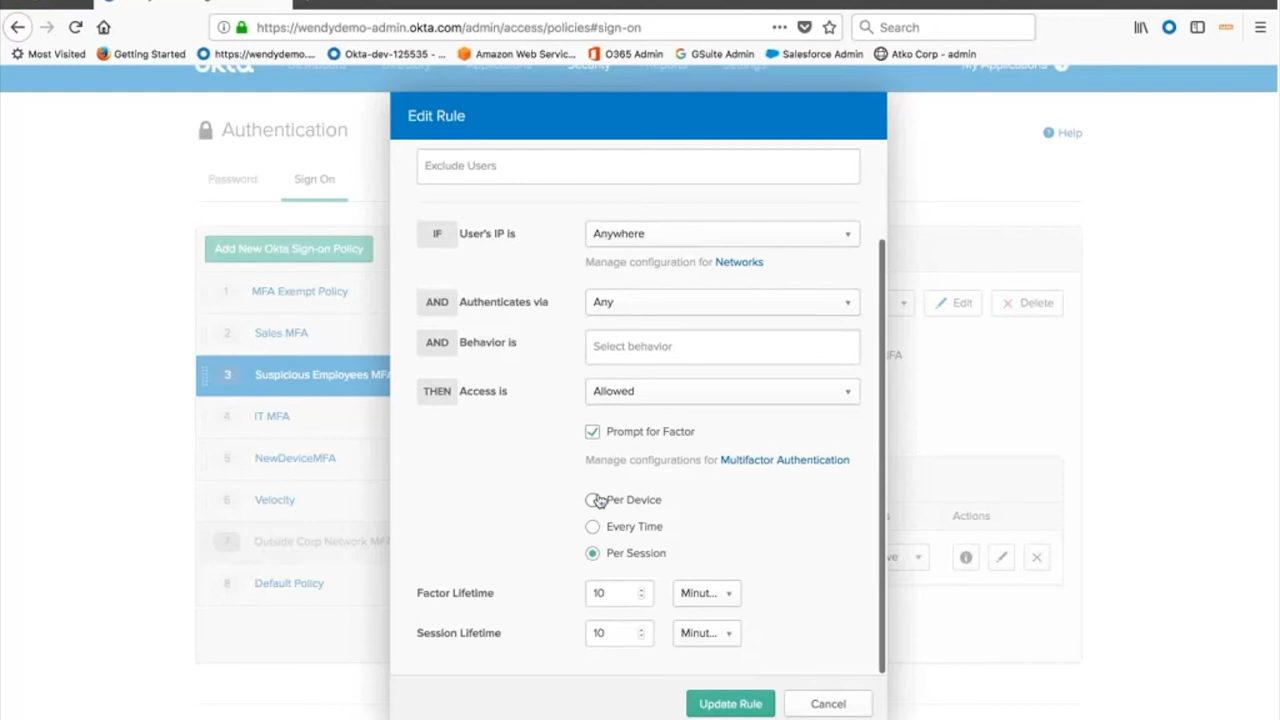 https://wendydemo-admin.okta.com/admin/access/policies#sign-on
Search
Most Visited
Getting Started
https://wendydemo....
Okta-dev-125535 - ...
Amazon Web Servic...
O365 Admin
GSuite Admin
Salesforce Admin
Atko Corp - admin
okta
Security
My Applications
Authentication
Help
Password
Sign On
Add New Okta Sign-on Policy
1 MFA Exempt Policy
2 Sales MFA
3 Suspicious Employees MFA
4 IT MFA
5 NewDeviceMFA
6 Velocity
7 Outside Corp Network MFA
8 Default Policy
Edit
Delete
Actions
Edit Rule
Exclude Users
IF User's IP is Anywhere
Manage configuration for Networks
AND Authenticates via Any
AND Behavior is Select behavior
THEN Access is Allowed
Prompt for Factor
Manage configurations for Multifactor Authentication
Per Device
Every Time
Per Session
Factor Lifetime 10 Minut...
Session Lifetime 10 Minut...
Update Rule
Cancel